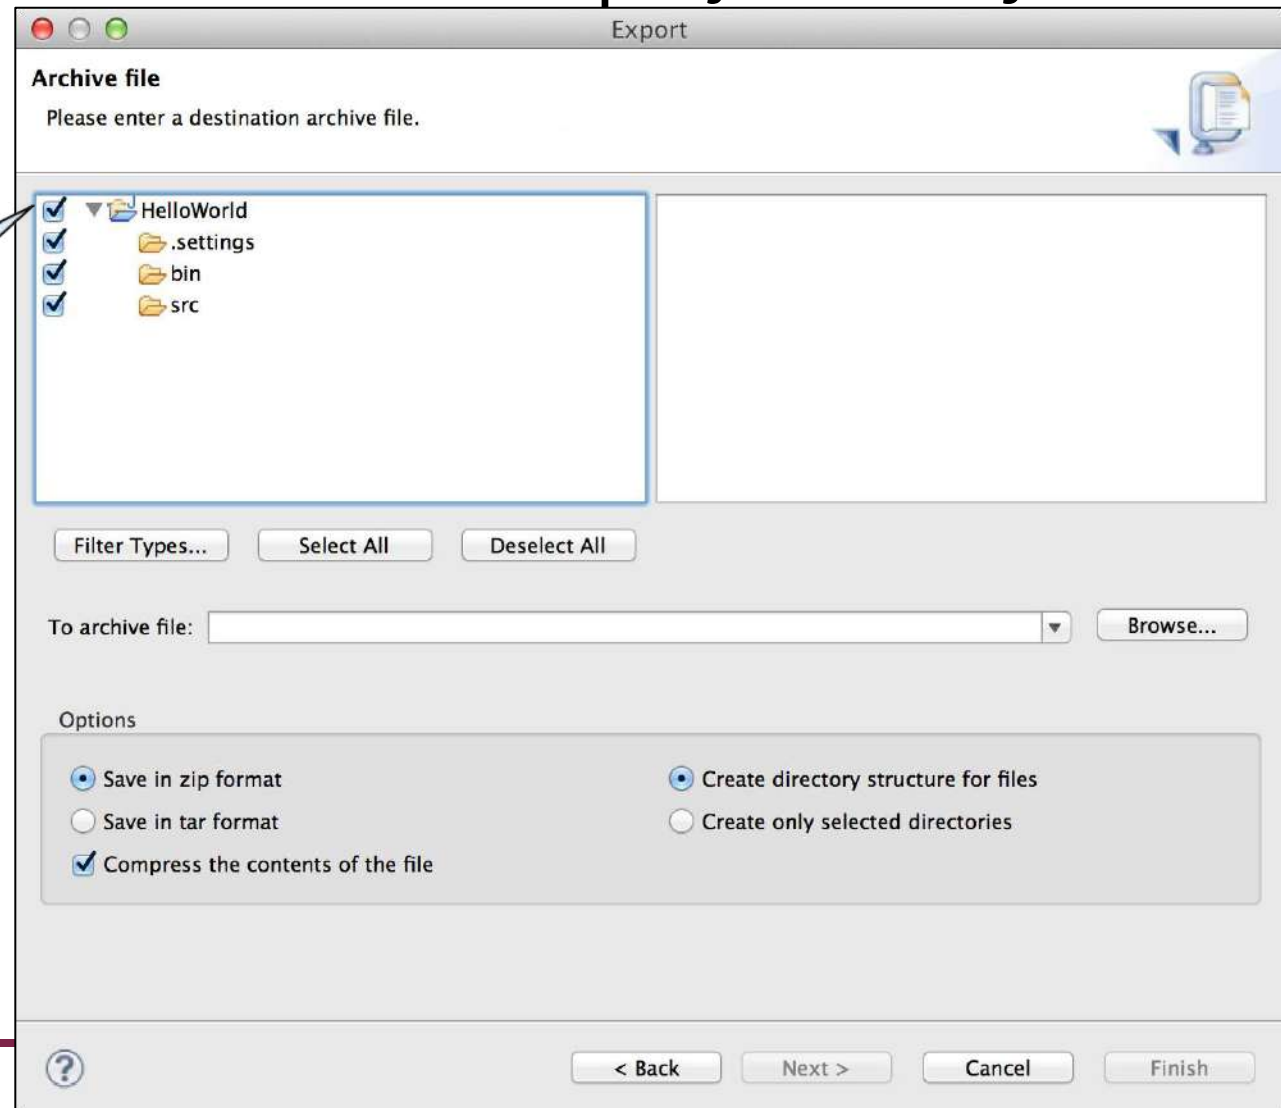 Export
Archive file
Please enter a destination archive file.
HelloWorld
.settings
bin
src
Filter Types... Select All Deselect All
To archive file: Browse...
Options
Save in zip format Create directory structure for files
Save in tar format Create only selected directories
Compress the contents of the file
? < Back Next > Cancel Finish